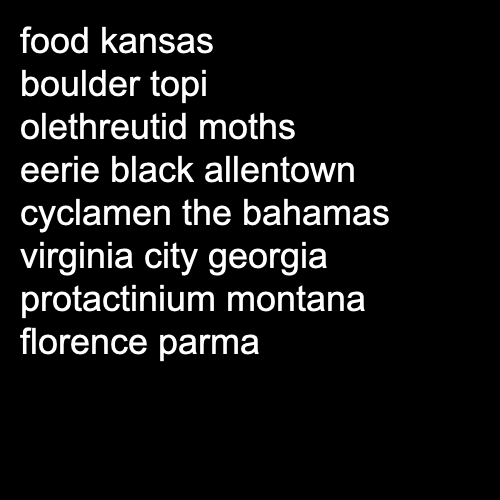 food kansas
boulder topi
olethreutid moths
eerie black allentown
cyclamen the bahamas
virginia city georgia
protactinium montana
florence parma